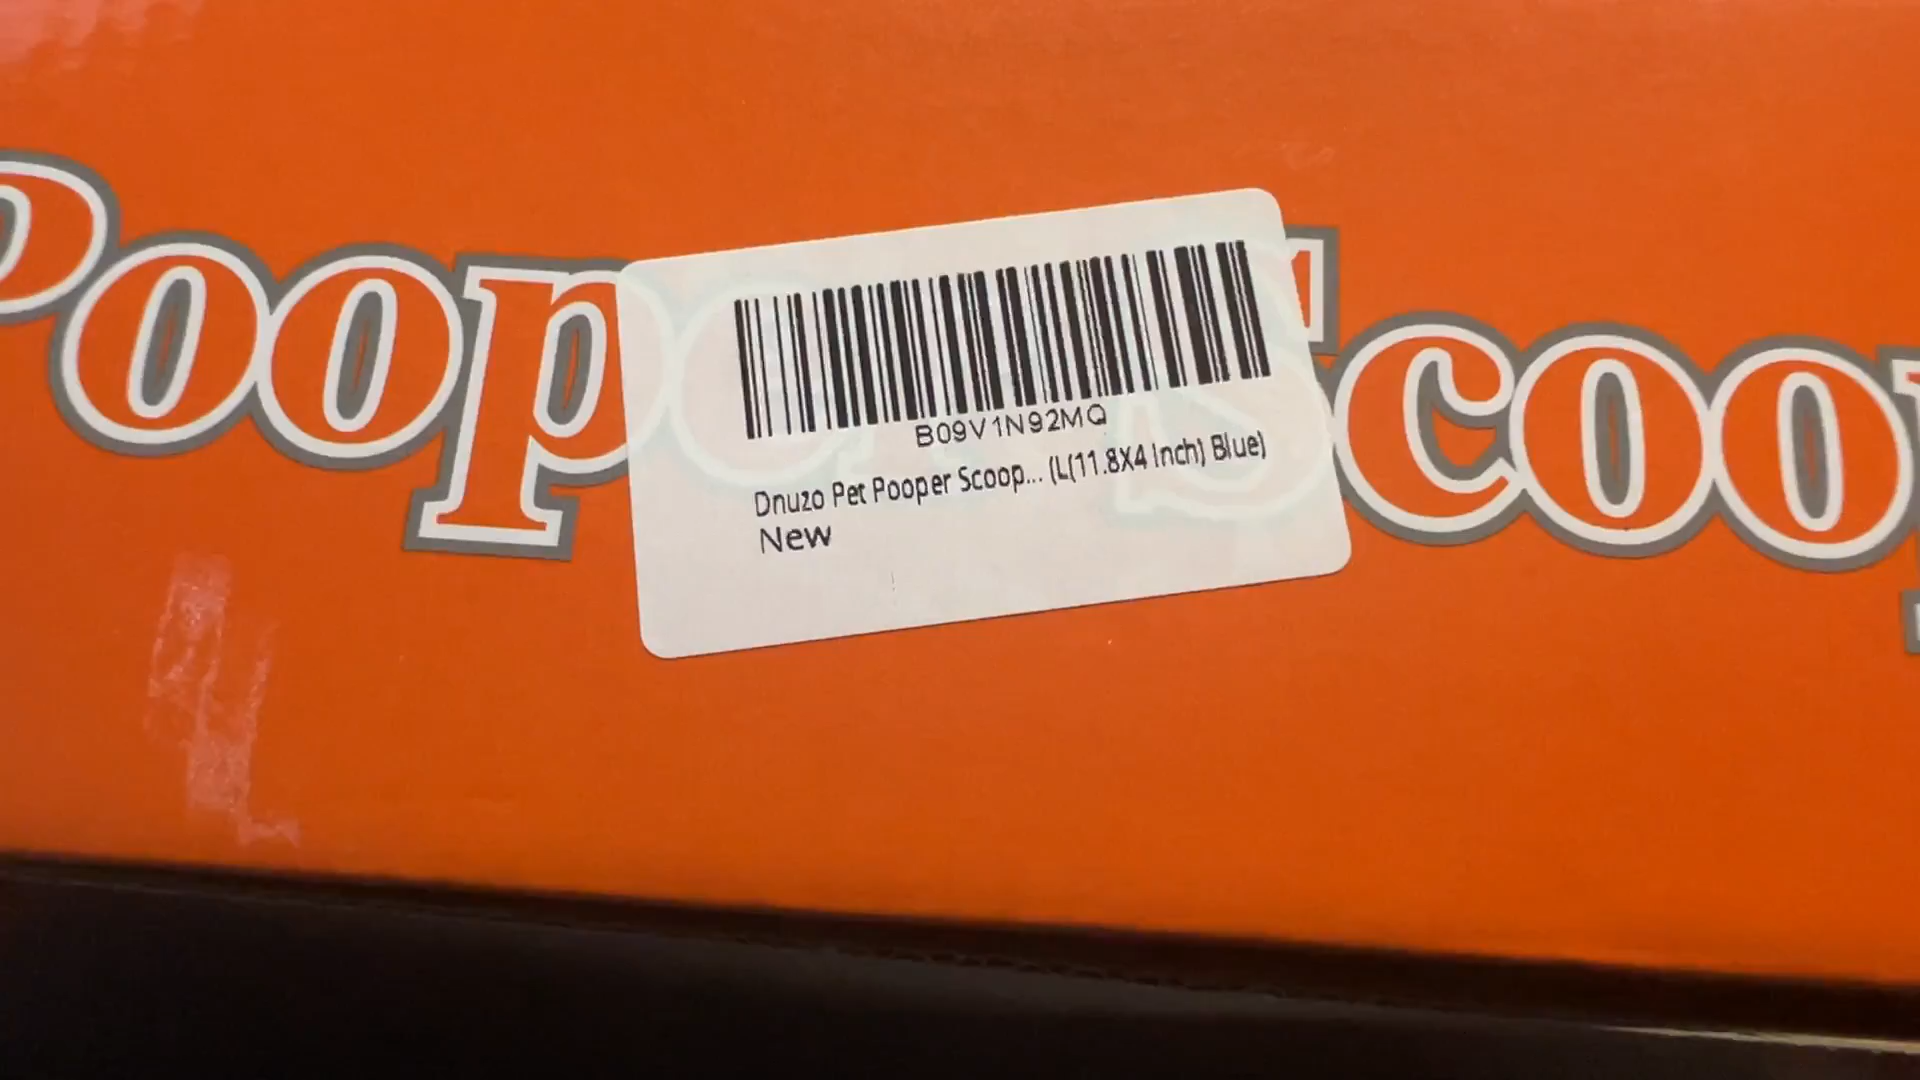 Pooper Scoop
B09V1N92MQ
Dnuzo Pet Pooper Scoop... (L(11.8X4 Inch) Blue)
New